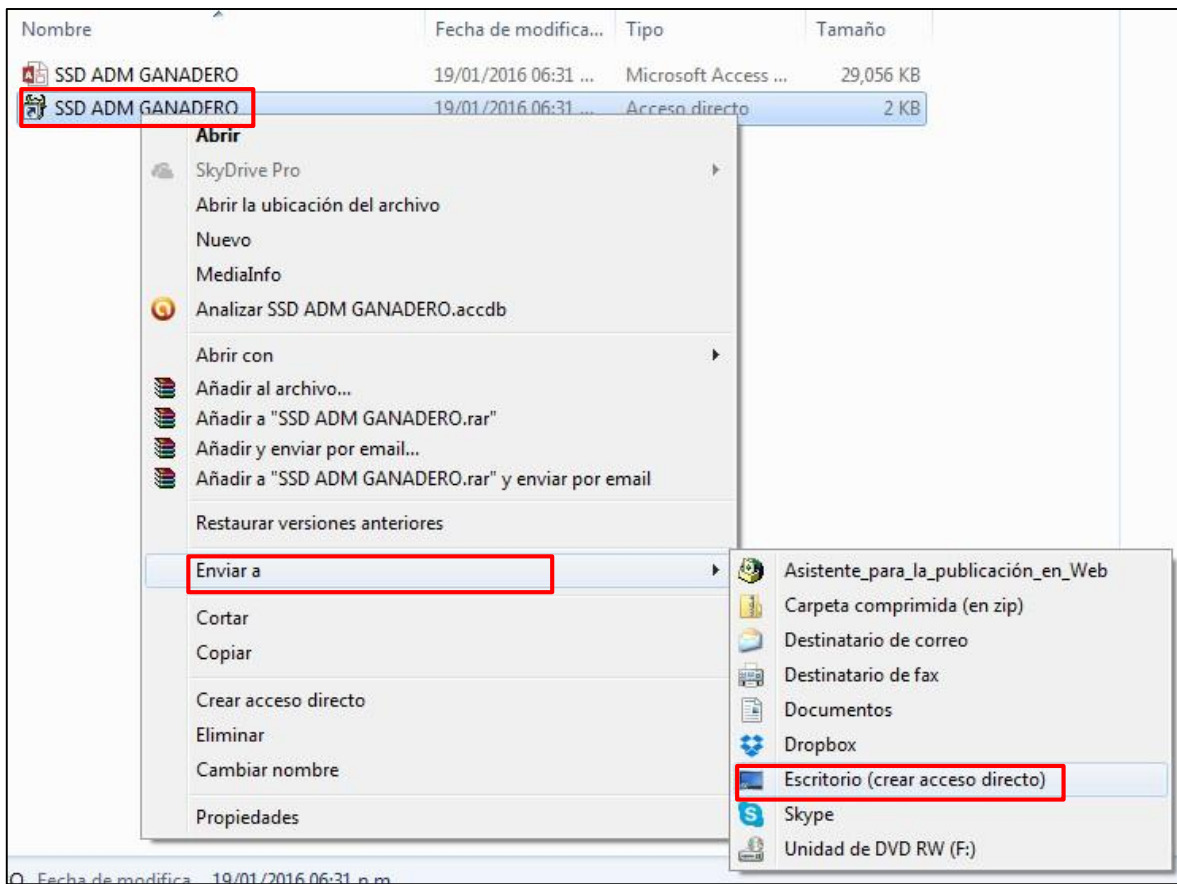 Nombre Fecha de modifica... Tipo Tamaño
SSD ADM GANADERO 19/01/2016 06:31 ... Microsoft Access ... 29,056 KB
SSD ADM GANADERO 19/01/2016 06:31 ... Acceso directo 2 KB
Abrir
SkyDrive Pro
Abrir la ubicación del archivo
Nuevo
MediaInfo
Analizar SSD ADM GANADERO.accdb
Abrir con
Añadir al archivo...
Añadir a "SSD ADM GANADERO.rar"
Añadir y enviar por email...
Añadir a "SSD ADM GANADERO.rar" y enviar por email
Restaurar versiones anteriores
Enviar a
Cortar
Copiar
Crear acceso directo
Eliminar
Cambiar nombre
Propiedades
Asistente_para_la_publicación_en_Web
Carpeta comprimida (en zip)
Destinatario de correo
Destinatario de fax
Documentos
Dropbox
Escritorio (crear acceso directo)
Skype
Unidad de DVD RW (F:)
Fecha de modifica... 19/01/2016 06:31 p.m.